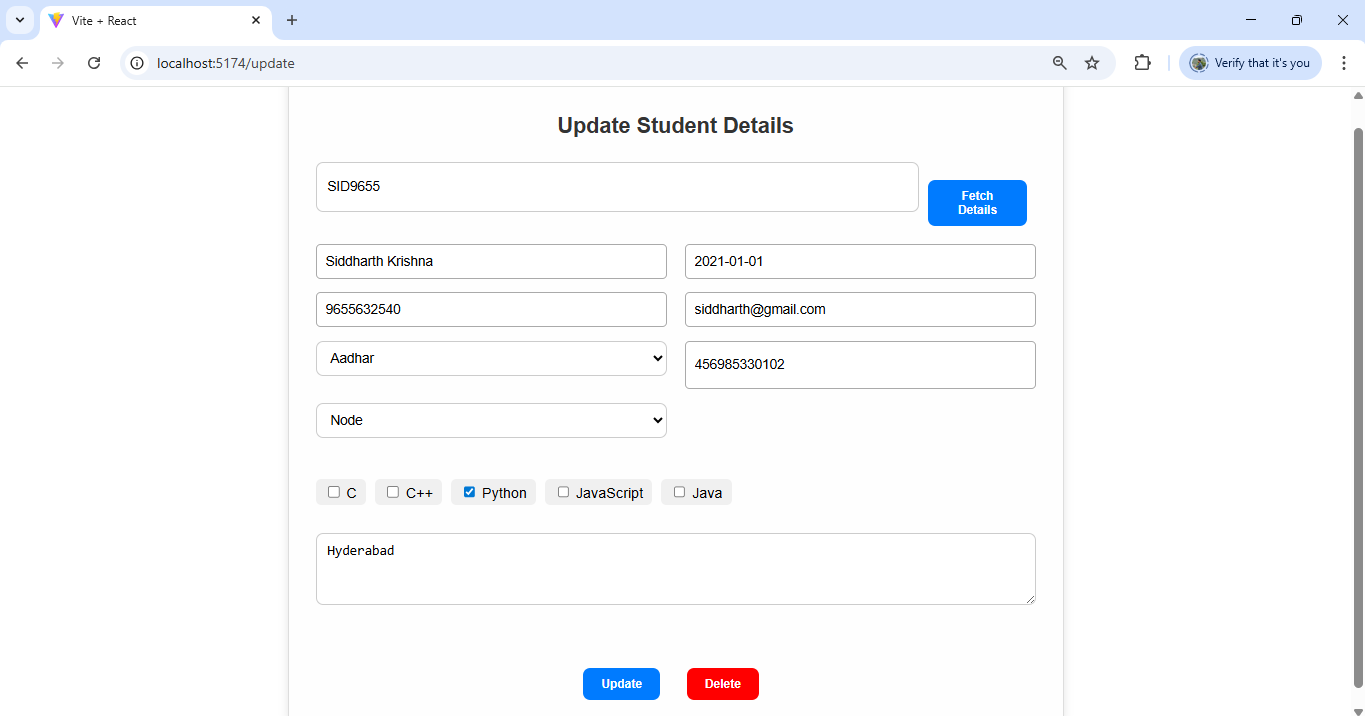 Vite + React
localhost:5174/update
Verify that it's you
Update Student Details
SID9655
Fetch
Details
Siddharth Krishna
2021-01-01
9655632540
siddharth@gmail.com
Aadhar
456985330102
Node
C
C++
Python
JavaScript
Java
Hyderabad
Update
Delete